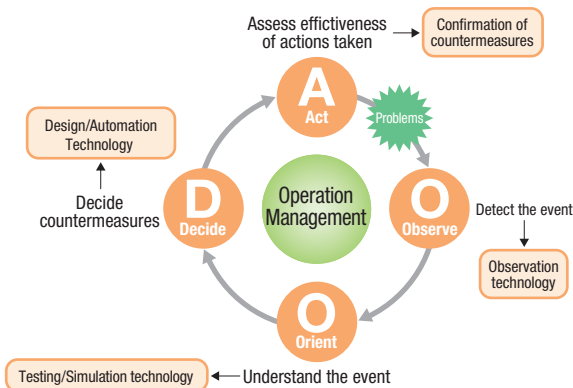 Assess effictiveness
of actions taken
Confirmation of
countermeasures
A
Act
Problems
Design/Automation
Technology
Decide
countermeasures
D
Decide
Operation
Management
O
Observe
Detect the event
Observation
technology
O
Orient
Testing/Simulation technology
Understand the event